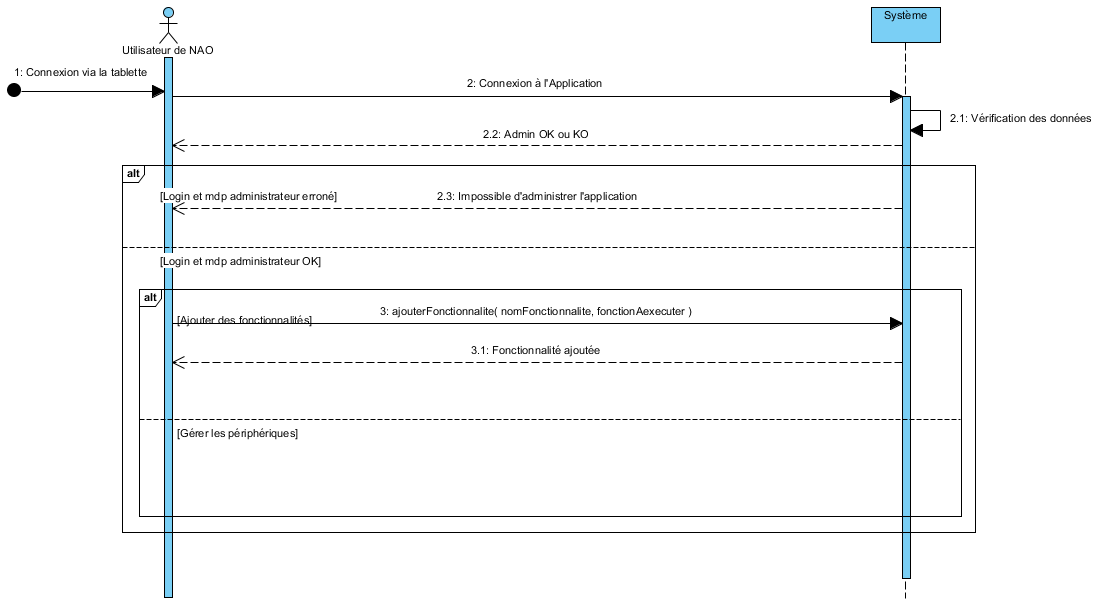 Utilisateur de NAO
Système
1: Connexion via la tablette
2: Connexion à l'Application
2.1: Vérification des données
2.2: Admin OK ou KO
alt
[Login et mdp administrateur erroné]
2.3: Impossible d'administrer l'application
[Login et mdp administrateur OK]
alt
[Ajouter des fonctionnalités]
3: ajouterFonctionnalite( nomFonctionnalite, fonctionAexecuter )
3.1: Fonctionnalité ajoutée
[Gérer les périphériques]